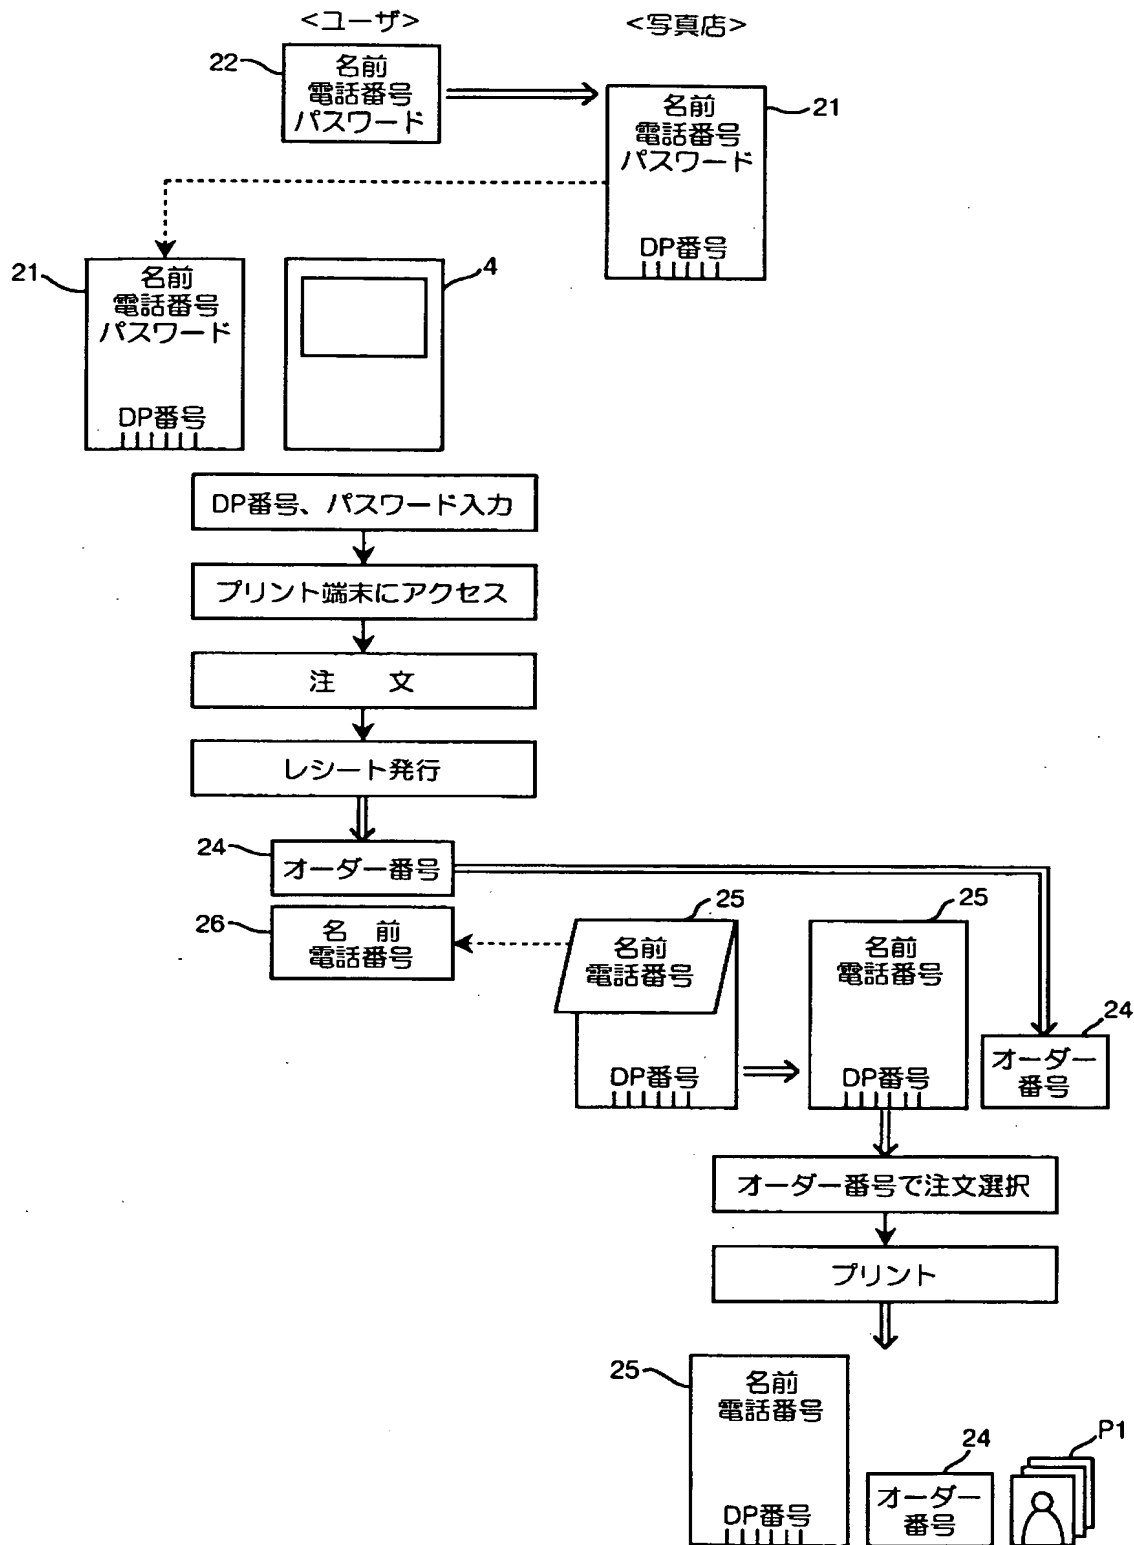 <ユーザ>
<写真店>
22
名前
電話番号
パスワード
名前
電話番号
パスワード
DP番号
21
21
名前
電話番号
パスワード
DP番号
4
DP番号、パスワード入力
プリント端末にアクセス
注 文
レシート発行
24
オーダー番号
26
名 前
電話番号
25
名前
電話番号
DP番号
25
名前
電話番号
DP番号
24
オーダー
番号
オーダー番号で注文選択
プリント
25
名前
電話番号
DP番号
24
オーダー
番号
P1